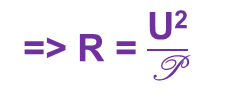 => R = U²/𝒫